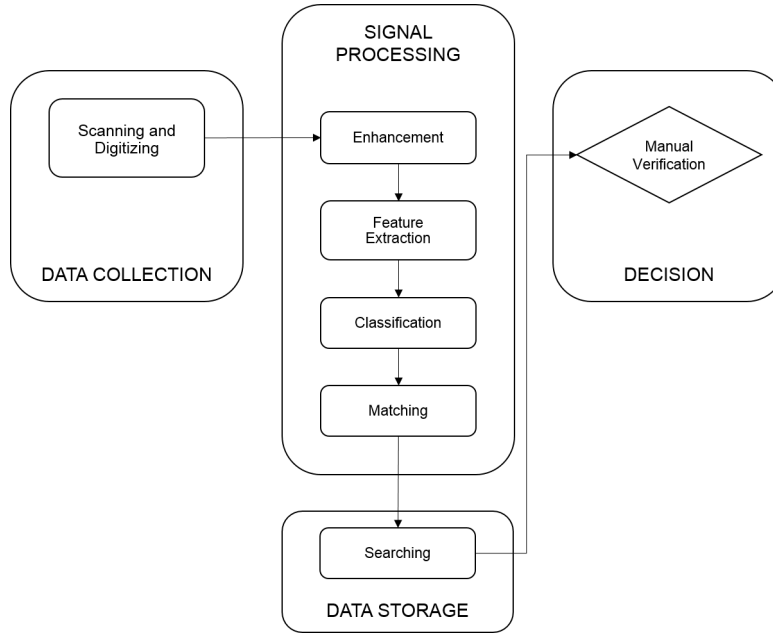 SIGNAL
PROCESSING
Scanning and
Digitizing
DATA COLLECTION
Enhancement
Feature
Extraction
Classification
Matching
Searching
DATA STORAGE
Manual
Verification
DECISION